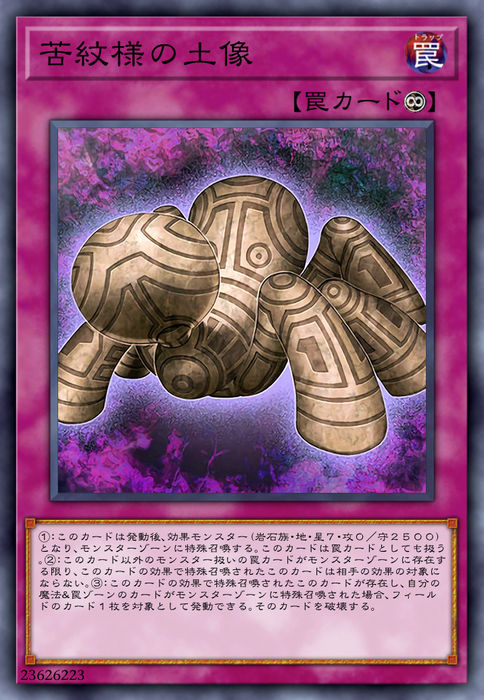 苦紋様の土像
トラップ
罠
【罠カード】
①：このカードは発動後、効果モンスター（岩石族・地・星７・攻０／守２５００）
となり、モンスターゾーンに特殊召喚する。このカードは罠カードとしても扱う
。②：このカード以外のモンスター扱いの罠カードがモンスターゾーンに存在す
る限り、このカードの効果で特殊召喚されたこのカードは相手の効果の対象に
ならない。③：このカードの効果で特殊召喚されたこのカードが存在し、自分の
魔法&罠ゾーンのカードがモンスターゾーンに特殊召喚された場合、フィール
ドのカード１枚を対象として発動できる。そのカードを破壊する。
23626223